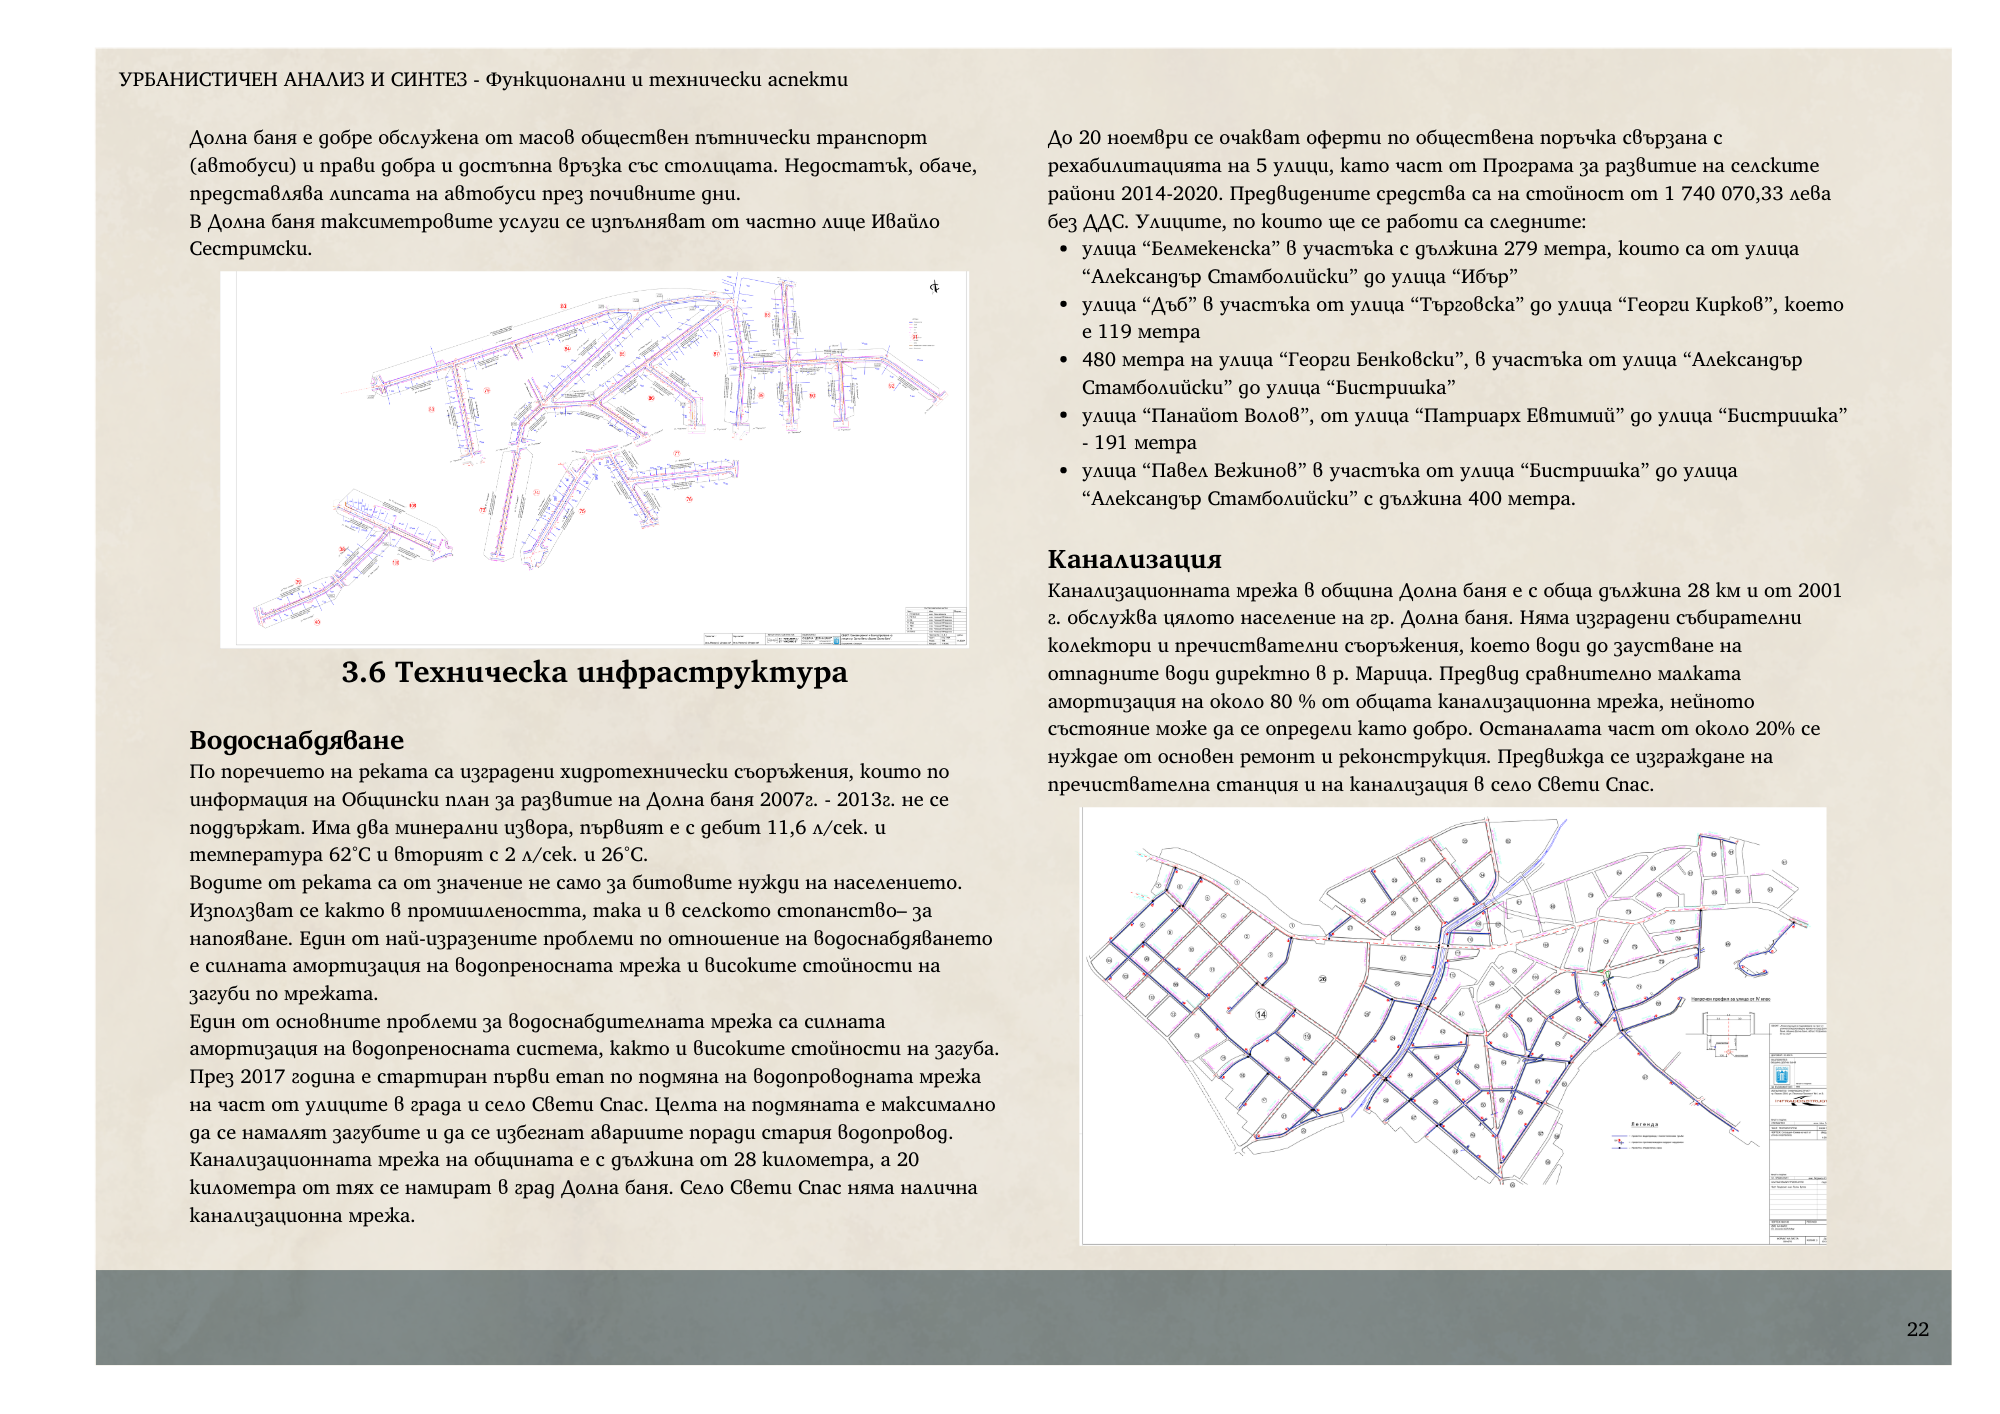 УРБАНИСТИЧЕН АНАЛИЗ И СИНТЕЗ - Функционални и технически аспекти
Долна баня е добре обслужена от масов обществен пътнически транспорт
(автобуси) и прави добра и достъпна връзка със столицата. Недостатък, обаче,
представлява липсата на автобуси през почивните дни.
В Долна баня таксиметровите услуги се изпълняват от частно лице Ивайло
Сестримски.
3.6 Техническа инфраструктура
Водоснабдяване
По поречието на реката са изградени хидротехнически съоръжения, които по
информация на Общински план за развитие на Долна баня 2007г. - 2013г. не се
поддържат. Има два минерални извора, първият е с дебит 11,6 л/сек. и
температура 62°C и вторият с 2 л/сек. и 26°C.
Водите от реката са от значение не само за битовите нужди на населението.
Използват се както в промишлеността, така и в селското стопанство– за
напояване. Един от най-изразените проблеми по отношение на водоснабдяването
е силната амортизация на водопреносната мрежа и високите стойности на
загуби по мрежата.
Един от основните проблеми за водоснабдителната мрежа са силната
амортизация на водопреносната система, както и високите стойности на загуба.
През 2017 година е стартиран първи етап по подмяна на водопроводната мрежа
на част от улиците в града и село Свети Спас. Целта на подмяната е максимално
да се намалят загубите и да се избегнат авариите поради стария водопровод.
Канализационната мрежа на общината е с дължина от 28 километра, а 20
километра от тях се намират в град Долна баня. Село Свети Спас няма налична
канализационна мрежа.
До 20 ноември се очакват оферти по обществена поръчка свързана с
рехабилитацията на 5 улици, като част от Програма за развитие на селските
райони 2014-2020. Предвидените средства са на стойност от 1 740 070,33 лева
без ДДС. Улиците, по които ще се работи са следните:
• улица “Белмекенска” в участъка с дължина 279 метра, които са от улица
“Александър Стамболийски” до улица “Ибър”
• улица “Дъб” в участъка от улица “Търговска” до улица “Георги Кирков”, което
е 119 метра
• 480 метра на улица “Георги Бенковски”, в участъка от улица “Александър
Стамболийски” до улица “Бистришка”
• улица “Панайот Волов”, от улица “Патриарх Евтимий” до улица “Бистришка”
- 191 метра
• улица “Павел Вежинов” в участъка от улица “Бистришка” до улица
“Александър Стамболийски” с дължина 400 метра.
Канализация
Канализационната мрежа в община Долна баня е с обща дължина 28 км и от 2001
г. обслужва цялото население на гр. Долна баня. Няма изградени събирателни
колектори и пречиствателни съоръжения, което води до заустване на
отпадните води директно в р. Марица. Предвид сравнително малката
амортизация на около 80 % от общата канализационна мрежа, нейното
състояние може да се определи като добро. Останалата част от около 20% се
нуждае от основен ремонт и реконструкция. Предвижда се изграждане на
пречиствателна станция и на канализация в село Свети Спас.
26
14
Напречен профил за улица от IV клас
Легенда
22